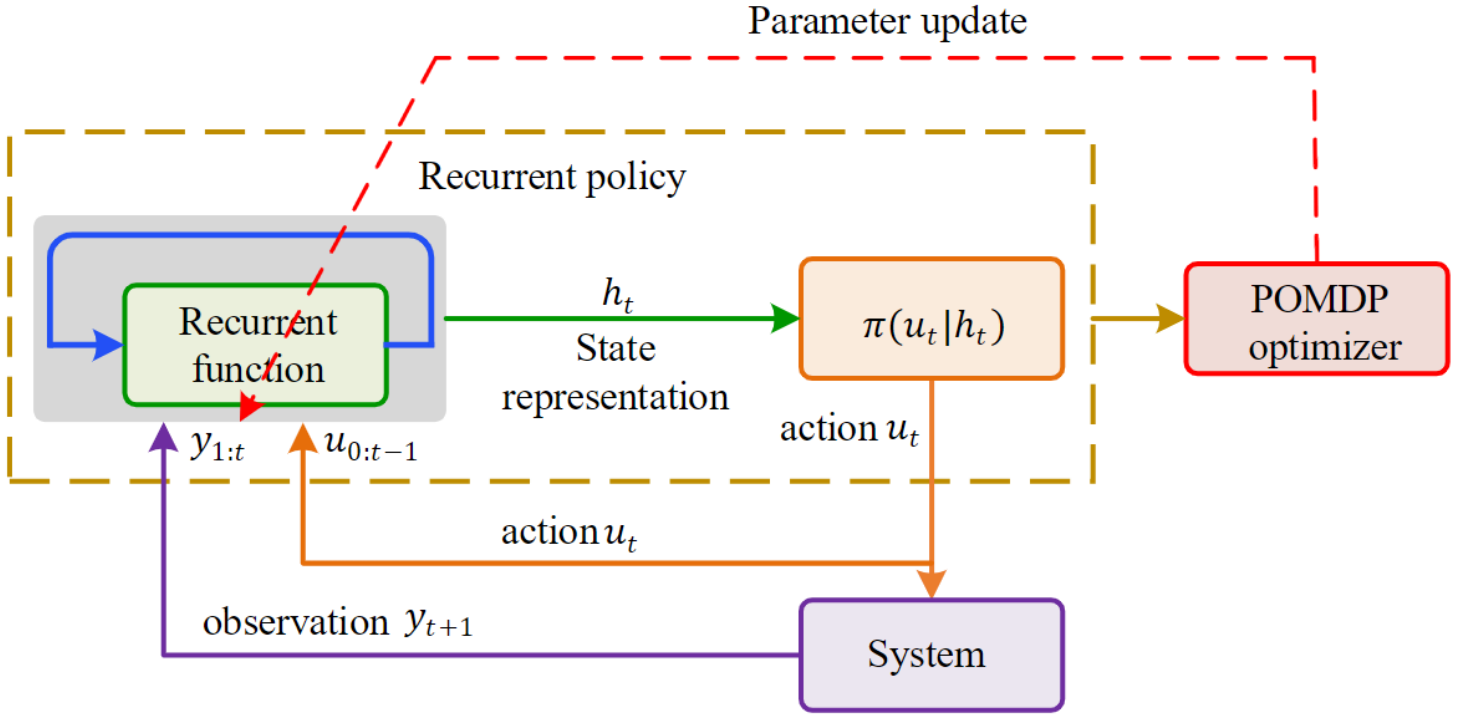 Parameter update
Recurrent policy
Recurrent
function
h_t
State
representation
π(u_t|h_t)
POMDP
optimizer
action u_t
y_{1:t}
u_{0:t−1}
action u_t
observation y_{t+1}
System